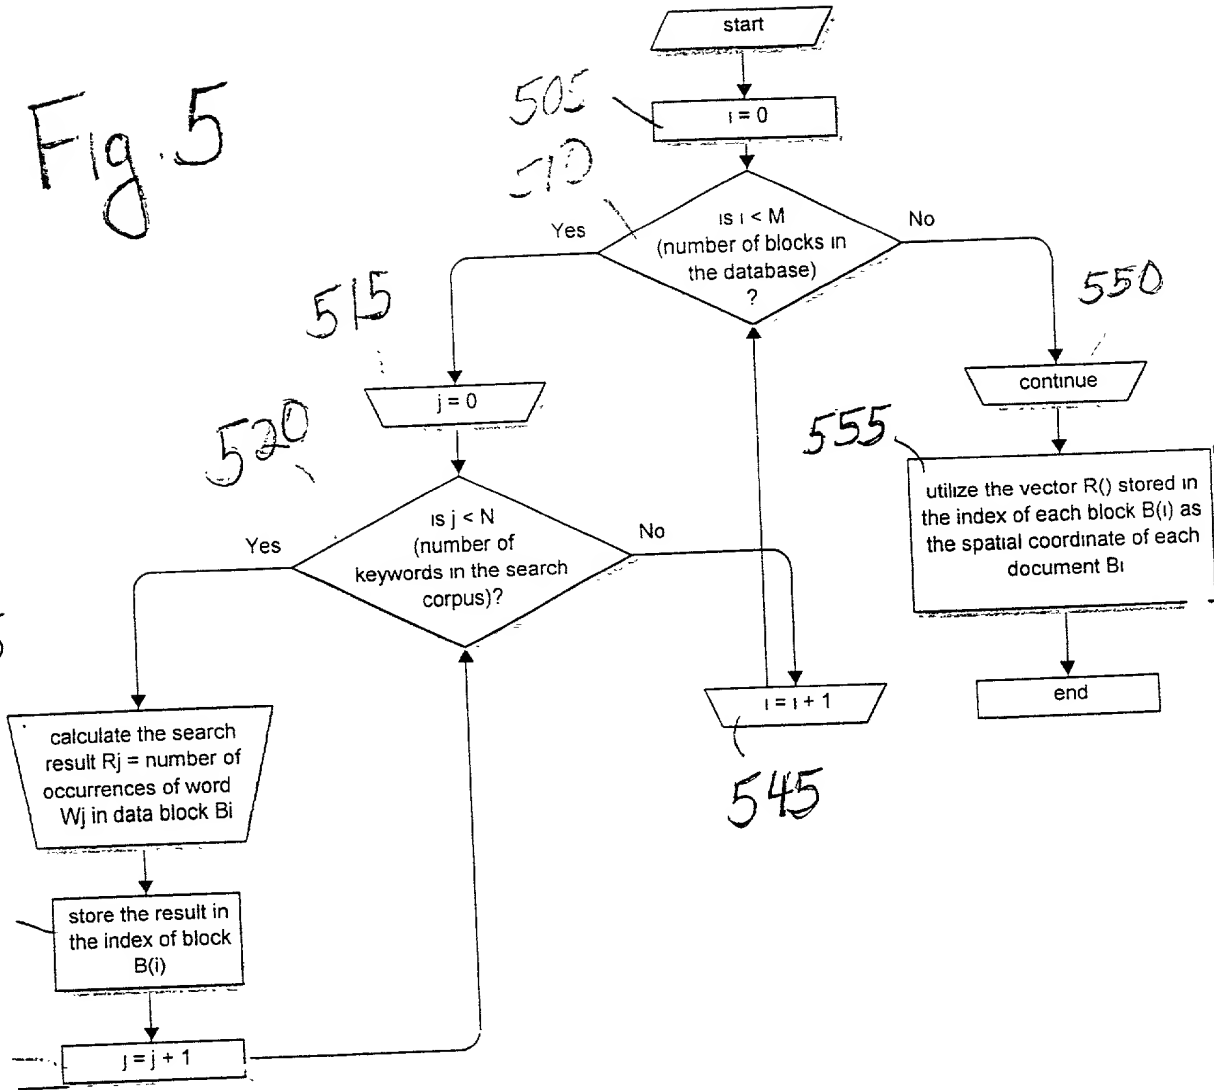 Fig. 5
start
505
i = 0
510
is i < M
(number of blocks in
the database)
?
Yes
No
515
550
j = 0
continue
520
555
is j < N
(number of
keywords in the search
corpus)?
Yes
No
utilize the vector R() stored in
the index of each block B(i) as
the spatial coordinate of each
document Bi
i = i + 1
end
545
calculate the search
result Rj = number of
occurrences of word
Wj in data block Bi
store the result in
the index of block
B(i)
j = j + 1